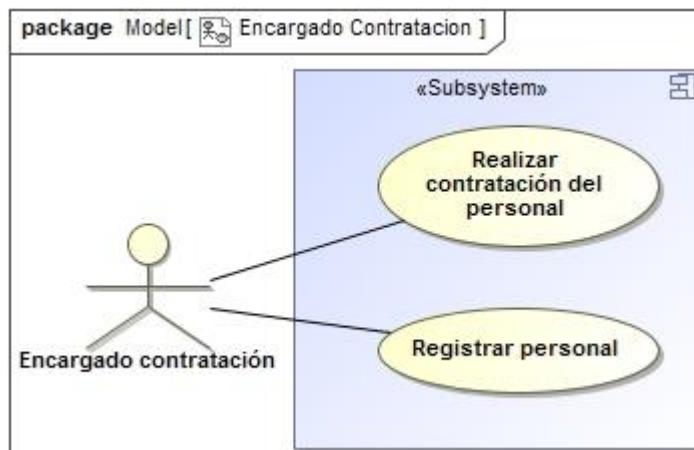 package Model[ Encargado Contratacion ]
«Subsystem»
Realizar
contratación del
personal
Encargado contratación
Registrar personal